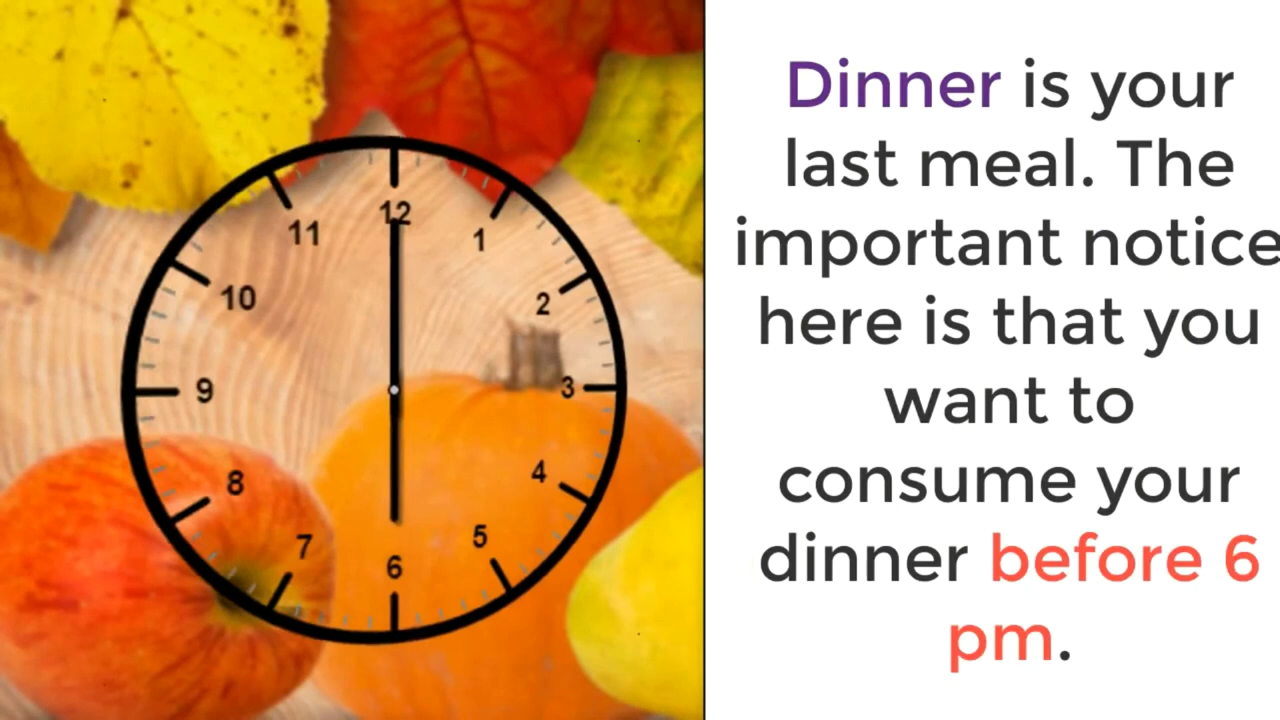 12
11
1
10
2
9
3
8
4
7
5
6
Dinner is your
last meal. The
important notice
here is that you
want to
consume your
dinner before 6
pm.